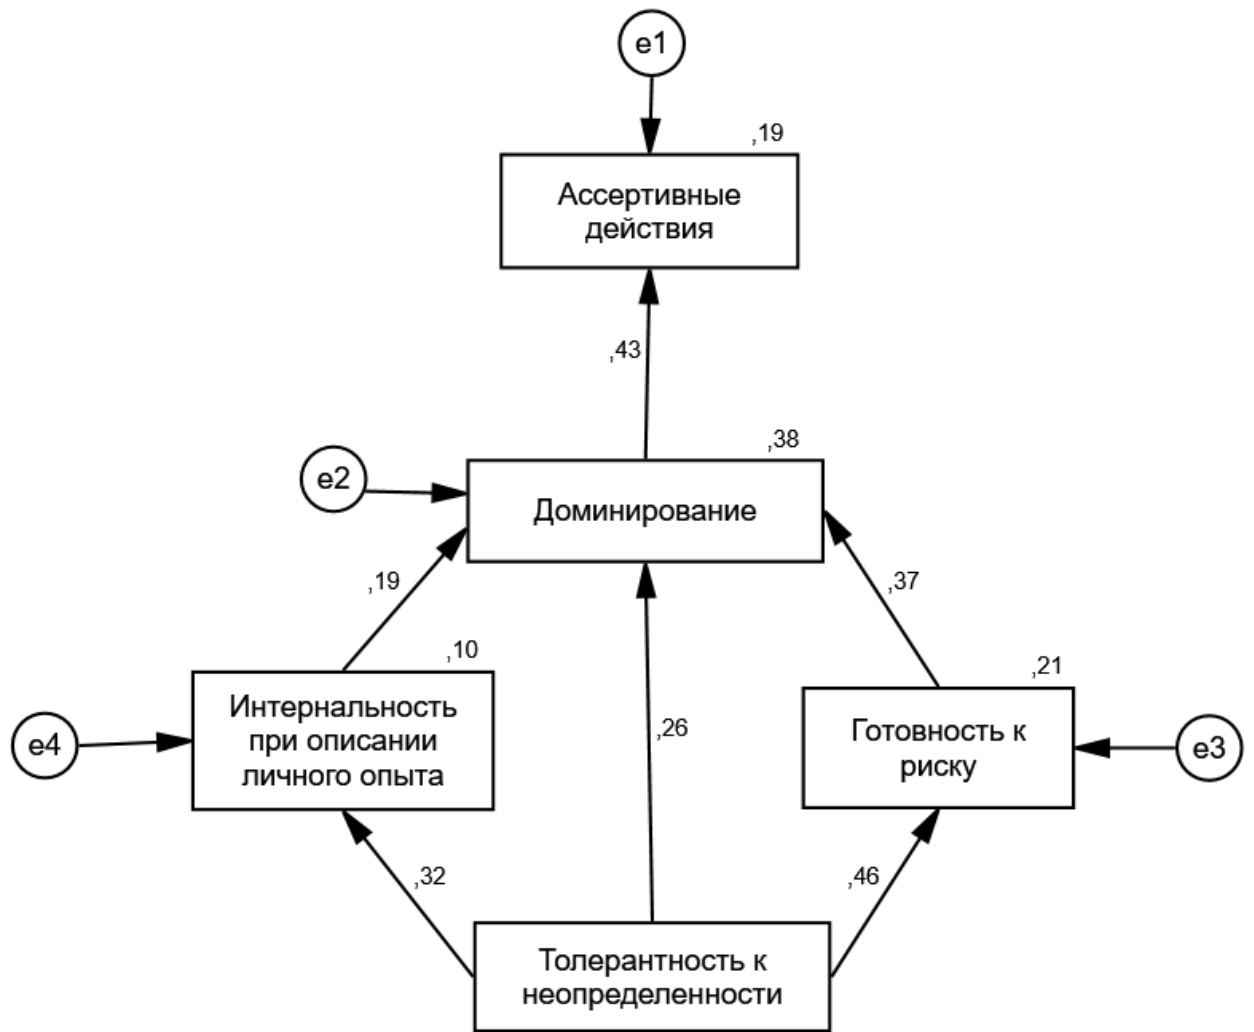 e1
,19
Ассертивные
действия
,43
,38
e2
Доминирование
,19
,37
,10
,21
Интернальность
при описании
личного опыта
e4
,26
Готовность к
риску
e3
,32
,46
Толерантность к
неопределенности